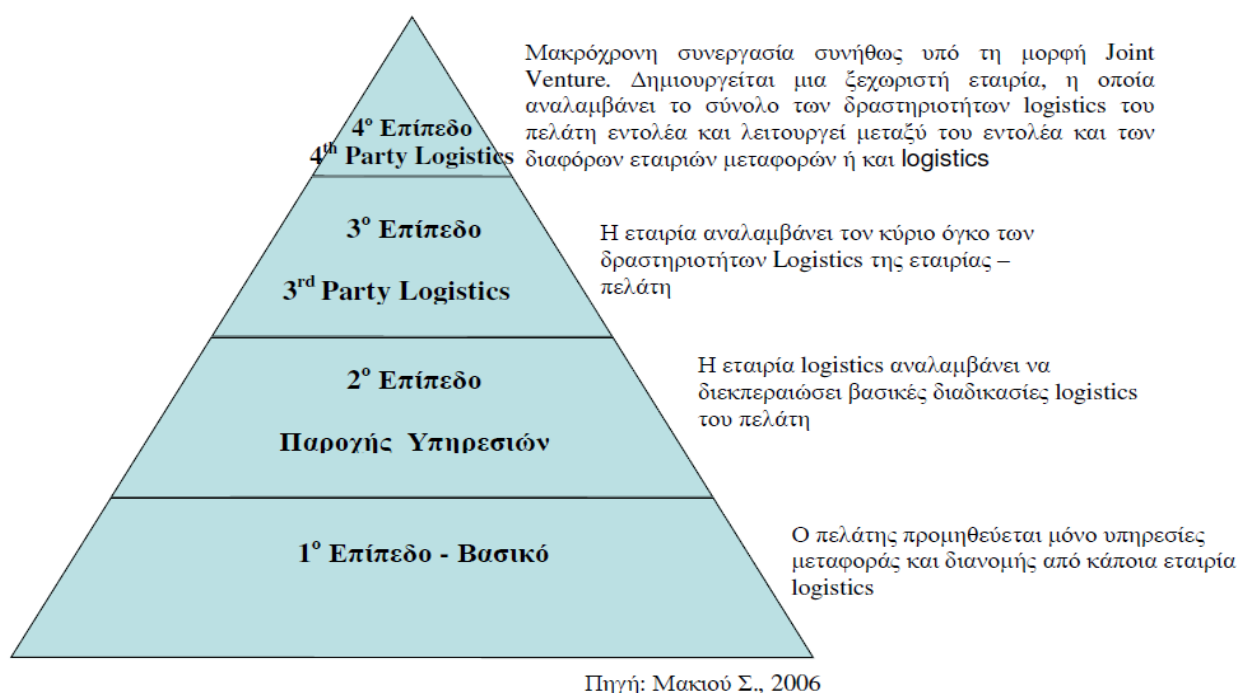 4º Επίπεδο
4th Party Logistics
Μακρόχρονη συνεργασία συνήθως υπό τη μορφή Joint
Venture. Δημιουργείται μια ξεχωριστή εταιρία, η οποία
αναλαμβάνει το σύνολο των δραστηριοτήτων logistics του
πελάτη εντολέα και λειτουργεί μεταξύ του εντολέα και των
διαφόρων εταιριών μεταφορών ή και logistics
3º Επίπεδο
3rd Party Logistics
Η εταιρία αναλαμβάνει τον κύριο όγκο των
δραστηριοτήτων Logistics της εταιρίας –
πελάτη
2º Επίπεδο
Παροχής Υπηρεσιών
Η εταιρία logistics αναλαμβάνει να
διεκπεραιώσει βασικές διαδικασίες logistics
του πελάτη
1º Επίπεδο - Βασικό
Ο πελάτης προμηθεύεται μόνο υπηρεσίες
μεταφοράς και διανομής από κάποια εταιρία
logistics
Πηγή: Μακιού Σ., 2006